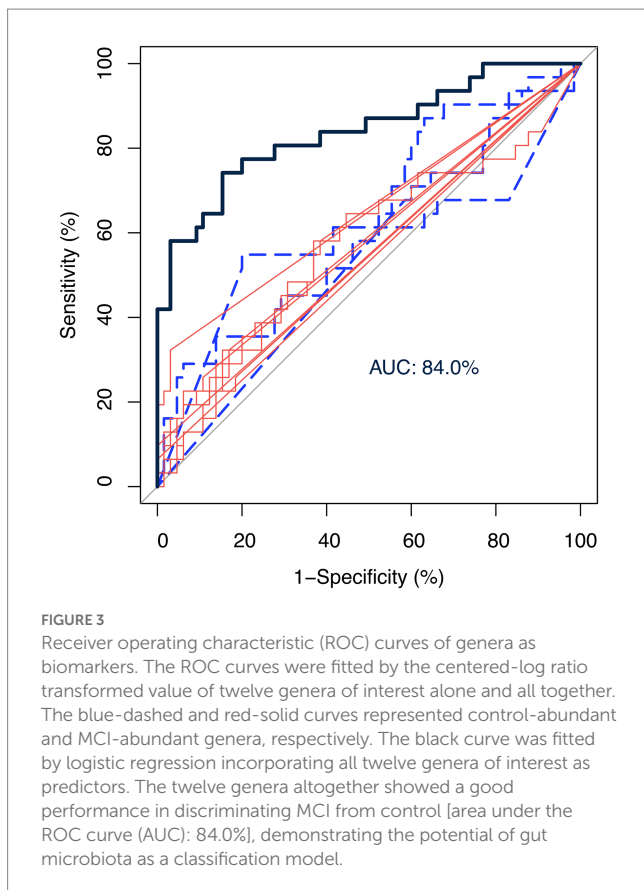 100
80
60
40
20
0
Sensitivity (%)
AUC: 84.0%
0 20 40 60 80 100
1−Specificity (%)
FIGURE 3
Receiver operating characteristic (ROC) curves of genera as
biomarkers. The ROC curves were fitted by the centered-log ratio
transformed value of twelve genera of interest alone and all together.
The blue-dashed and red-solid curves represented control-abundant
and MCI-abundant genera, respectively. The black curve was fitted
by logistic regression incorporating all twelve genera of interest as
predictors. The twelve genera altogether showed a good
performance in discriminating MCI from control [area under the
ROC curve (AUC): 84.0%], demonstrating the potential of gut
microbiota as a classification model.